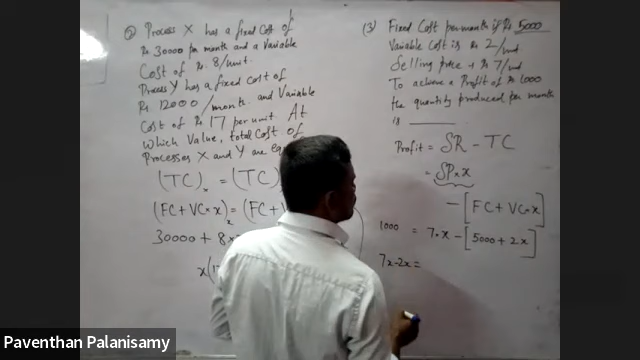 ② Process X has a fixed cost of
Rs 30000 per month and a Variable
Cost of Rs. 8/unit.
Process Y has a fixed cost of
Rs. 12000 /month and Variable
Cost of Rs 17 per unit. At
Which value, total Cost of
Processes X and Y are
(TC)x = (TC)
(FC + VC·x)x = (FC +
30000 + 8x
x(
(3) Fixed Cost per month is Rs. 5000
Variable Cost is Rs 2/unit
Selling price Rs 7/unit
To achieve a Profit of Rs 1000
the quantity produced per month
is ______
Profit = SR - TC
= SP·x
- [FC + VC·x]
1000 = 7·x - [5000 + 2x]
7x - 2x =
Paventhan Palanisamy